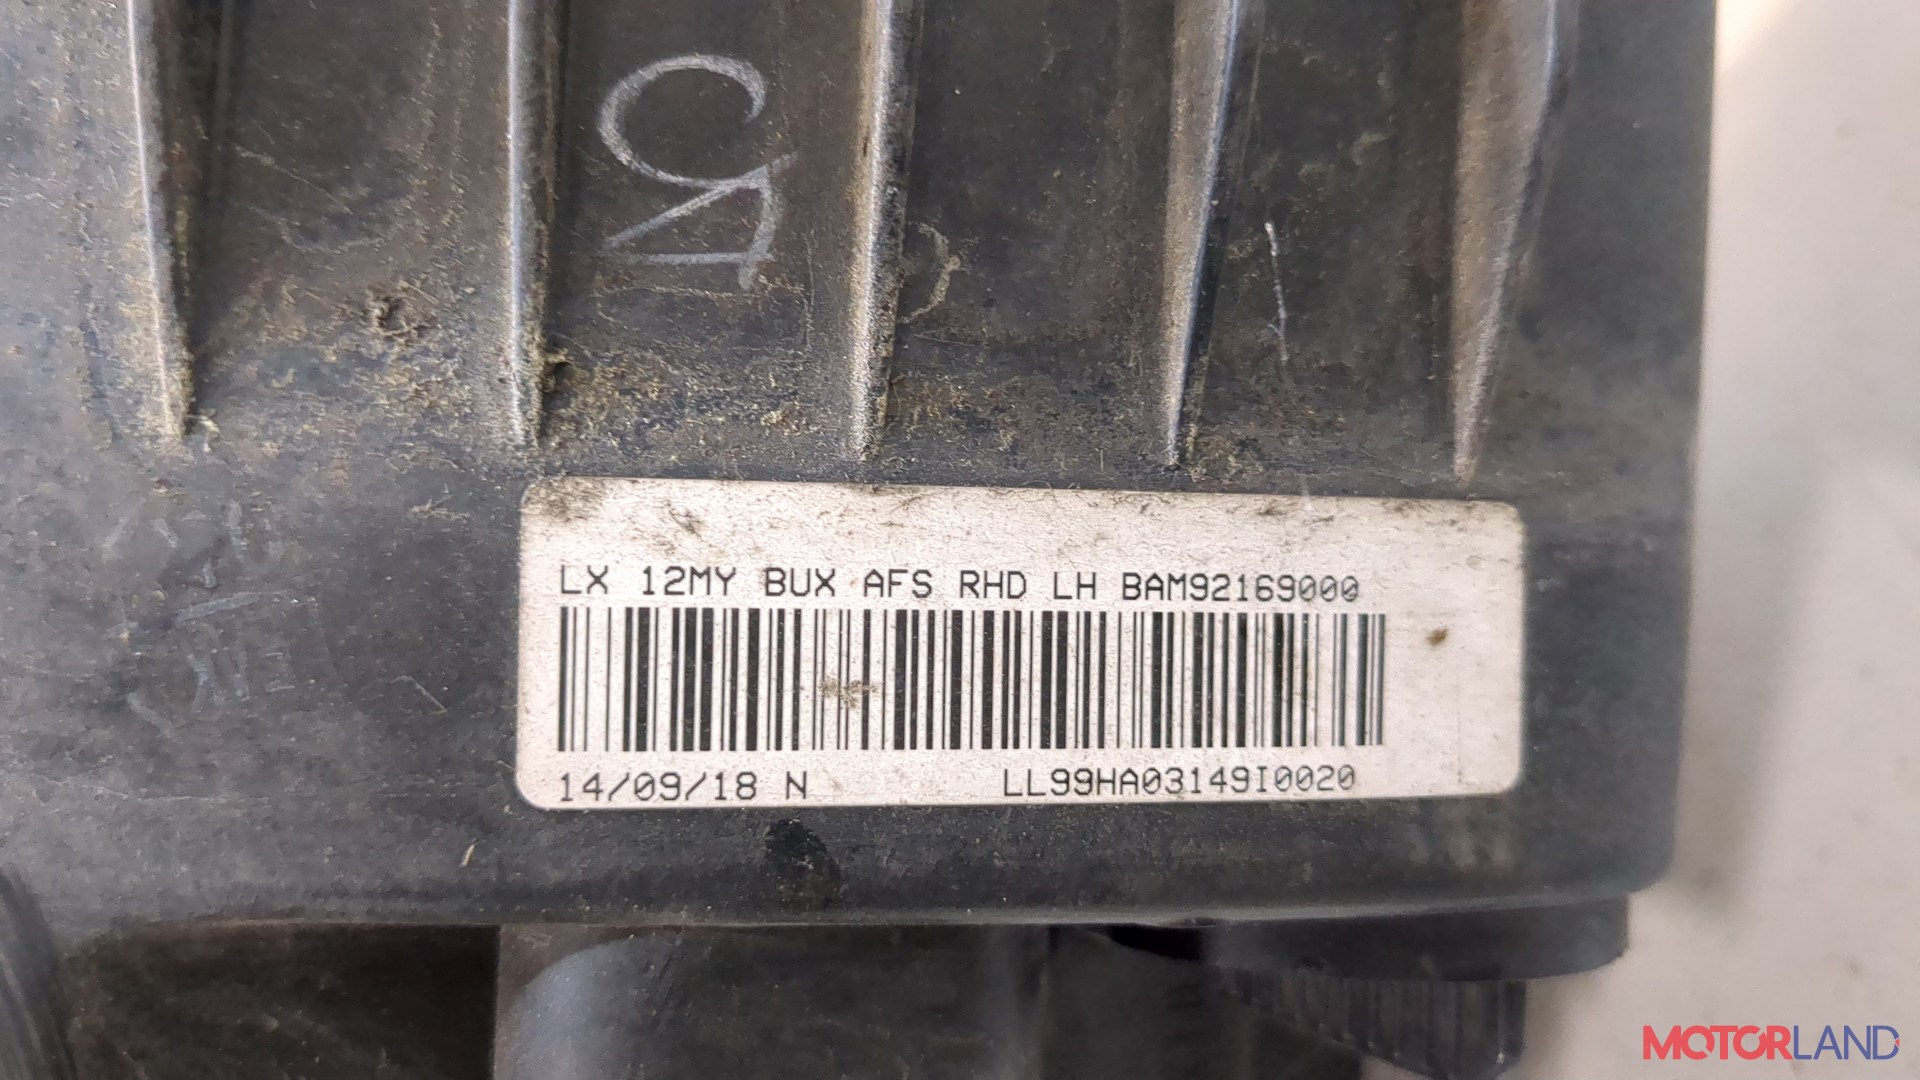 LX 12MY BUX AFS RHD LH BAM92169000
14/09/18 N LL99HA03149I0020
MOTORLAND